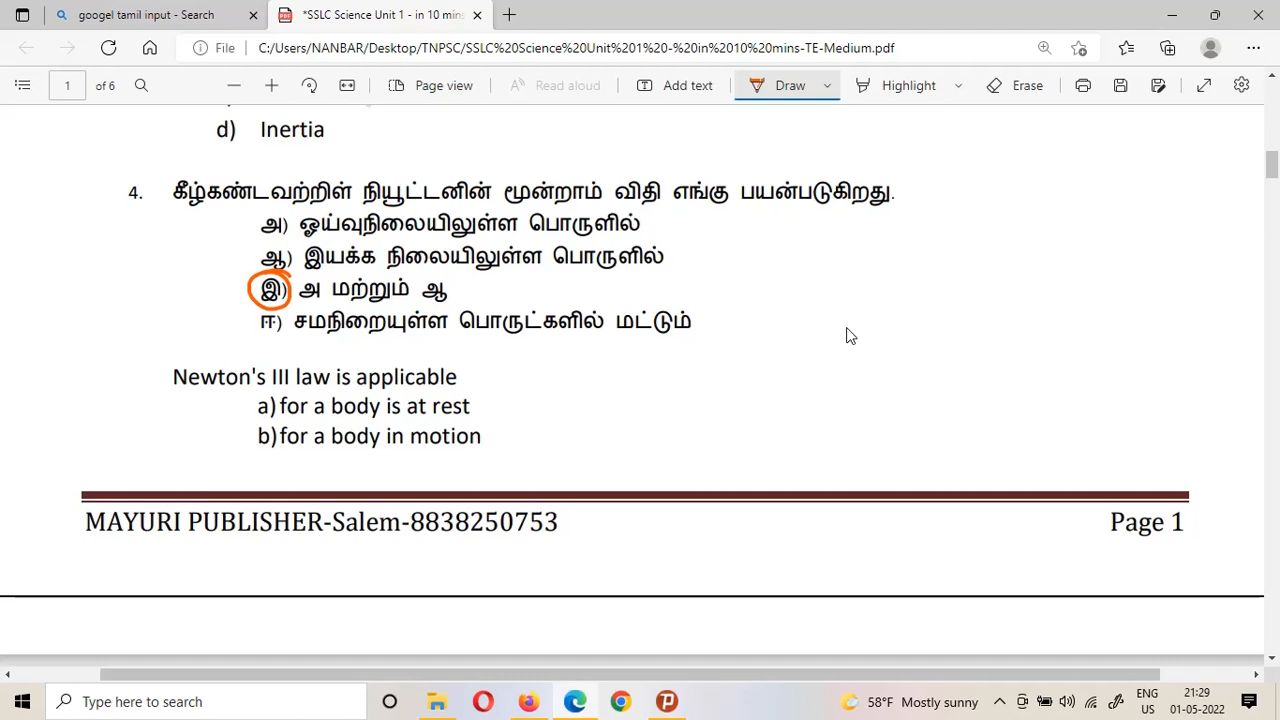 gogel tamil input - Search
*SSLC Science Unit 1 - in 10 mins
File C:/Users/NANBAR/Desktop/TNPSC/SSLC%20Science%20Unit%201%20-%20in%2010%20mins-TE-Medium.pdf
1 of 6 Page view Read aloud Add text Draw Highlight Erase
d) Inertia
4. கீழ்கண்டவற்றிள் நியூட்டனின் மூன்றாம் விதி எங்கு பயன்படுகிறது.
அ) ஓய்வுநிலையிலுள்ள பொருளில்
ஆ) இயக்க நிலையிலுள்ள பொருளில்
இ) அ மற்றும் ஆ
ஈ) சமநிறையுள்ள பொருட்களில் மட்டும்
Newton's III law is applicable
a) for a body is at rest
b) for a body in motion
MAYURI PUBLISHER-Salem-8838250753 Page 1
Type here to search 58°F Mostly sunny ENG 21:29
US 01-05-2022